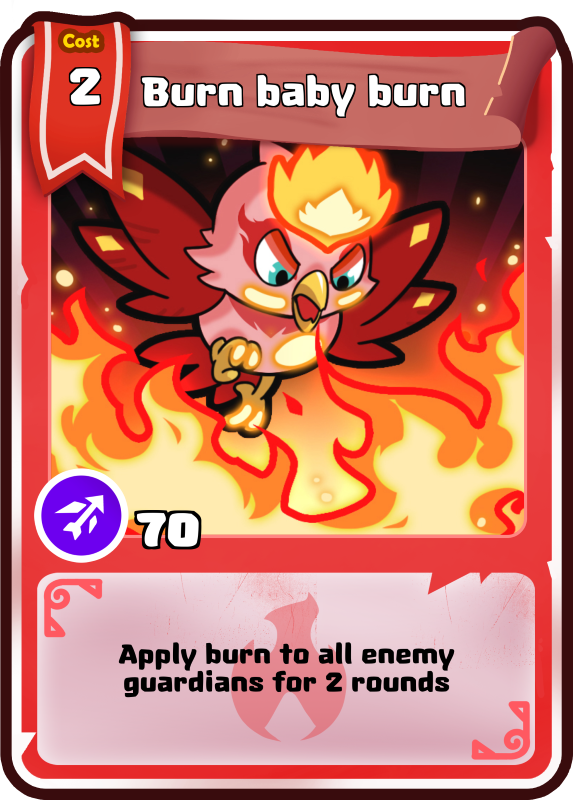 Cost
2
Burn baby burn
70
Apply burn to all enemy
guardians for 2 rounds